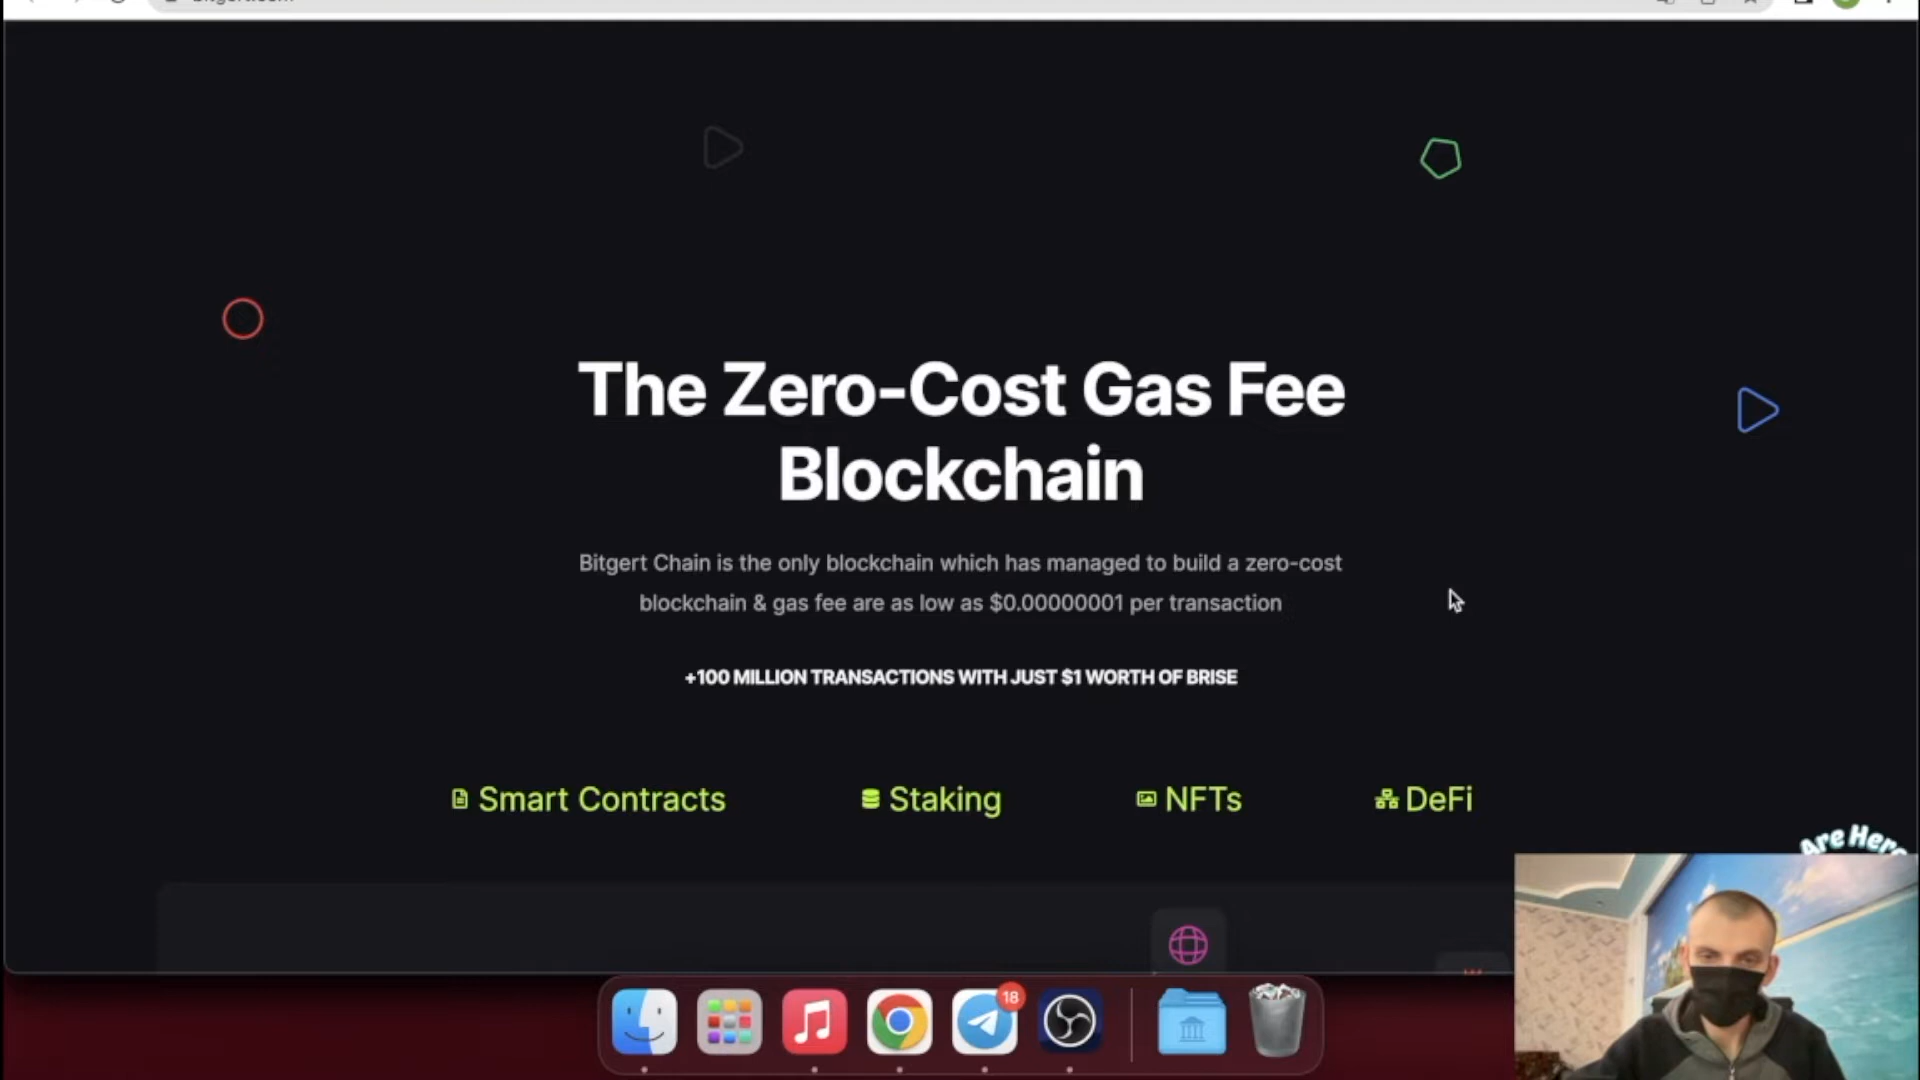 The Zero-Cost Gas Fee
Blockchain
Bitgert Chain is the only blockchain which has managed to build a zero-cost
blockchain & gas fee are as low as $0.00000001 per transaction
+100 MILLION TRANSACTIONS WITH JUST $1 WORTH OF BRISE
Smart Contracts
Staking
NFTs
DeFi
Are Here
18